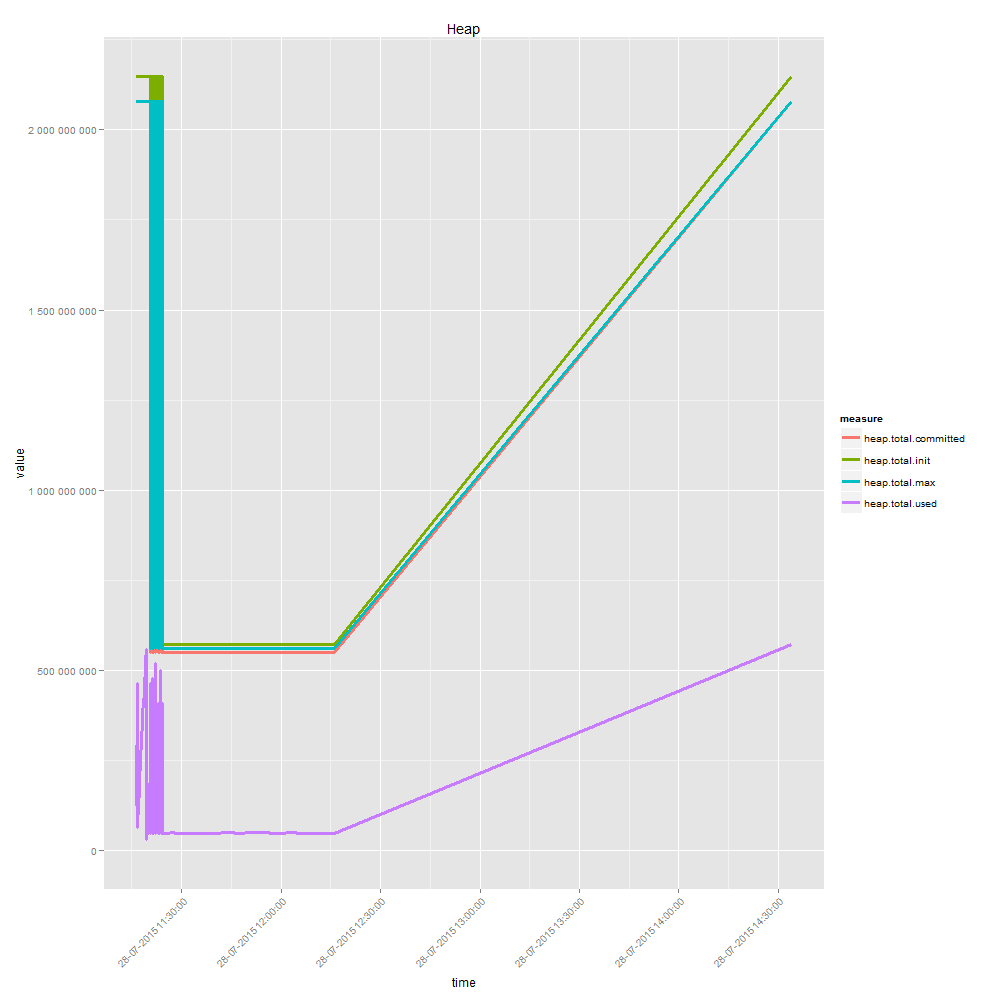 Heap
2 000 000 000
1 500 000 000
1 000 000 000
500 000 000
0
value
28-07-2015 11:30:00
28-07-2015 12:00:00
28-07-2015 12:30:00
28-07-2015 13:00:00
28-07-2015 13:30:00
28-07-2015 14:00:00
28-07-2015 14:30:00
time
measure
heap.total.committed
heap.total.init
heap.total.max
heap.total.used